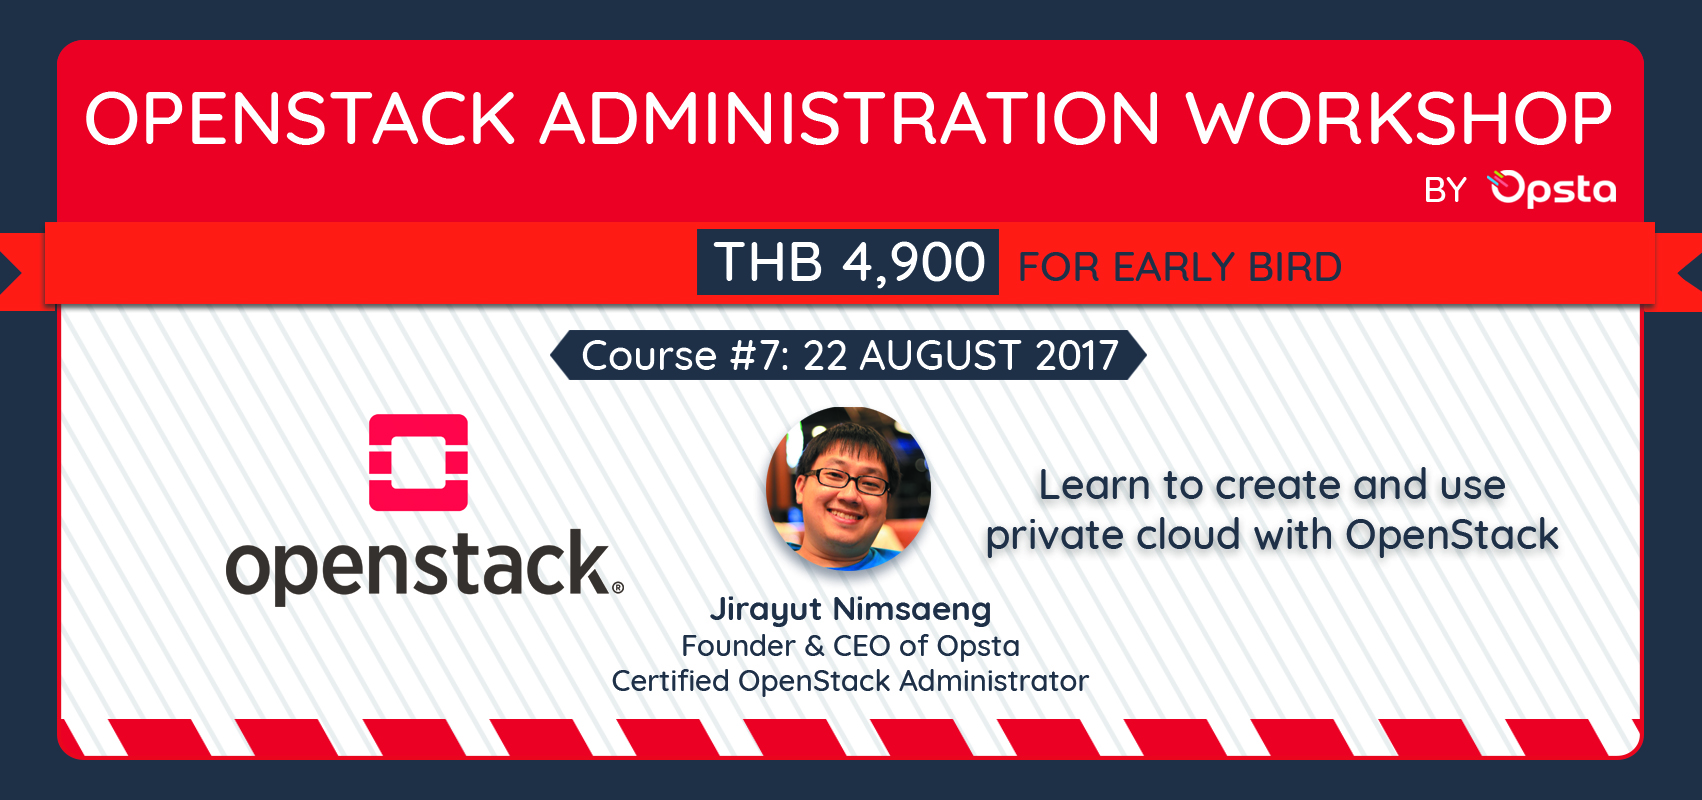 OPENSTACK ADMINISTRATION WORKSHOP
BY Opsta
THB 4,900 FOR EARLY BIRD
Course #7: 22 AUGUST 2017
openstack®
Learn to create and use
private cloud with OpenStack
Jirayut Nimsaeng
Founder & CEO of Opsta
Certified OpenStack Administrator